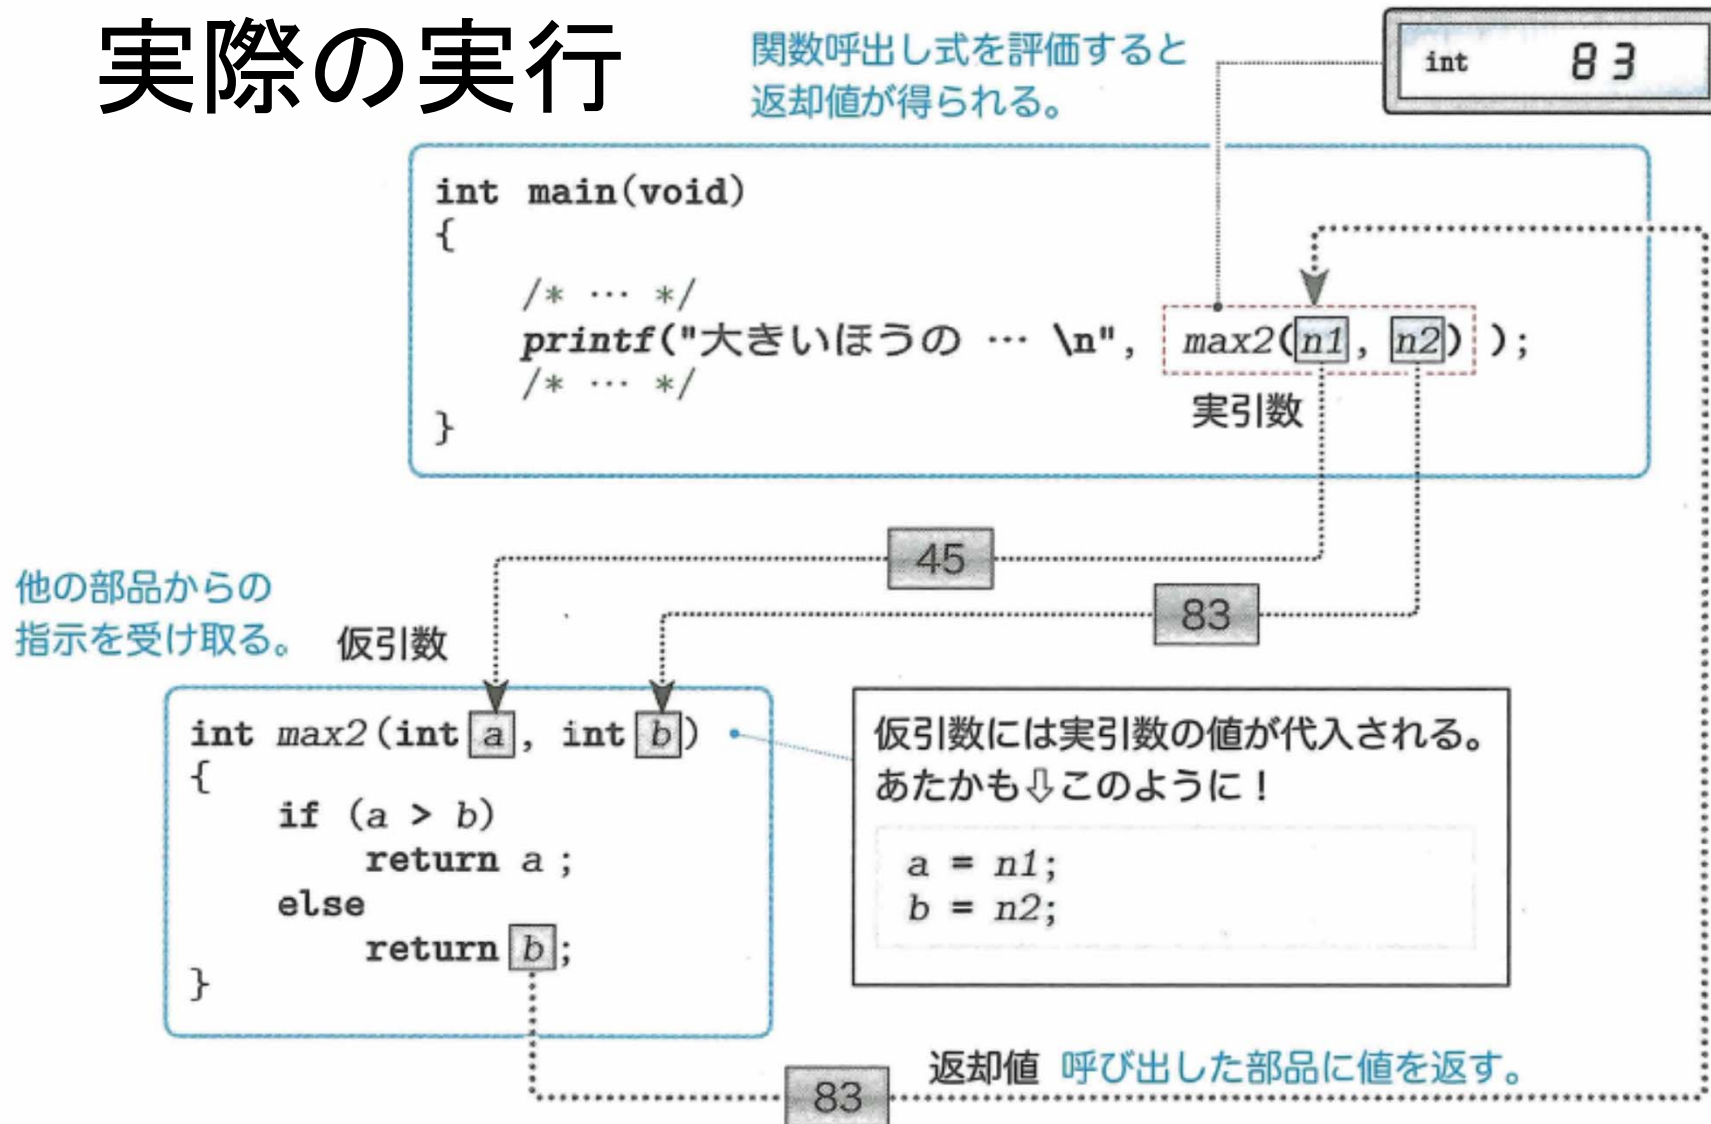 実際の実行
関数呼出し式を評価すると
返却値が得られる。
int 83
int main(void)
{
/* … */
printf("大きいほうの … \n", max2(n1, n2) );
/* … */
実引数
}
45
83
他の部品からの
指示を受け取る。
仮引数
int max2(int a, int b)
{
if (a > b)
return a ;
else
return b ;
}
仮引数には実引数の値が代入される。
あたかも⇩このように！
a = n1;
b = n2;
返却値 呼び出した部品に値を返す。
83